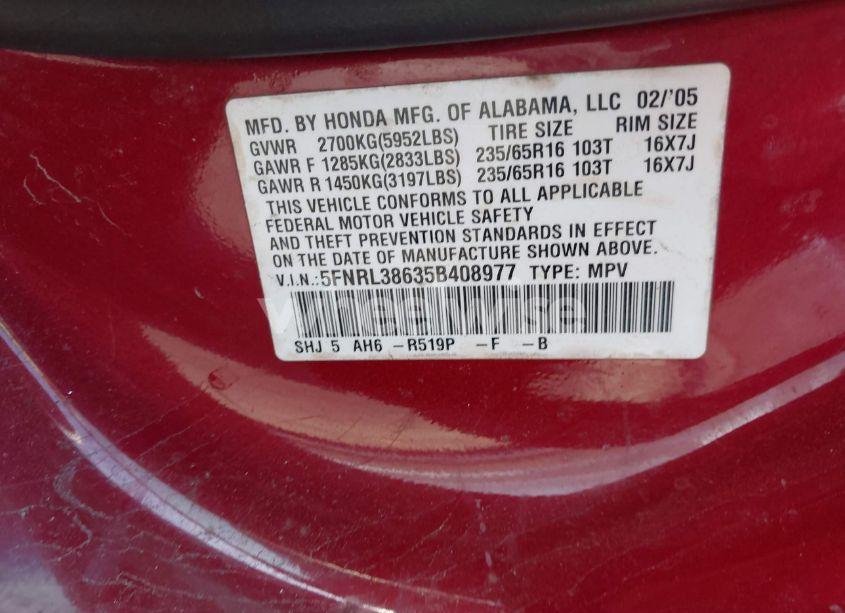 MFD. BY HONDA MFG. OF ALABAMA, LLC 02/'05
GVWR 2700KG(5952LBS) TIRE SIZE RIM SIZE
GAWR F 1285KG(2833LBS) 235/65R16 103T 16X7J
GAWR R 1450KG(3197LBS) 235/65R16 103T 16X7J
THIS VEHICLE CONFORMS TO ALL APPLICABLE
FEDERAL MOTOR VEHICLE SAFETY
AND THEFT PREVENTION STANDARDS IN EFFECT
ON THE DATE OF MANUFACTURE SHOWN ABOVE.
V.I.N.:5FNRL38635B408977 TYPE: MPV
SHJ 5 AH6 -R519P -F -B